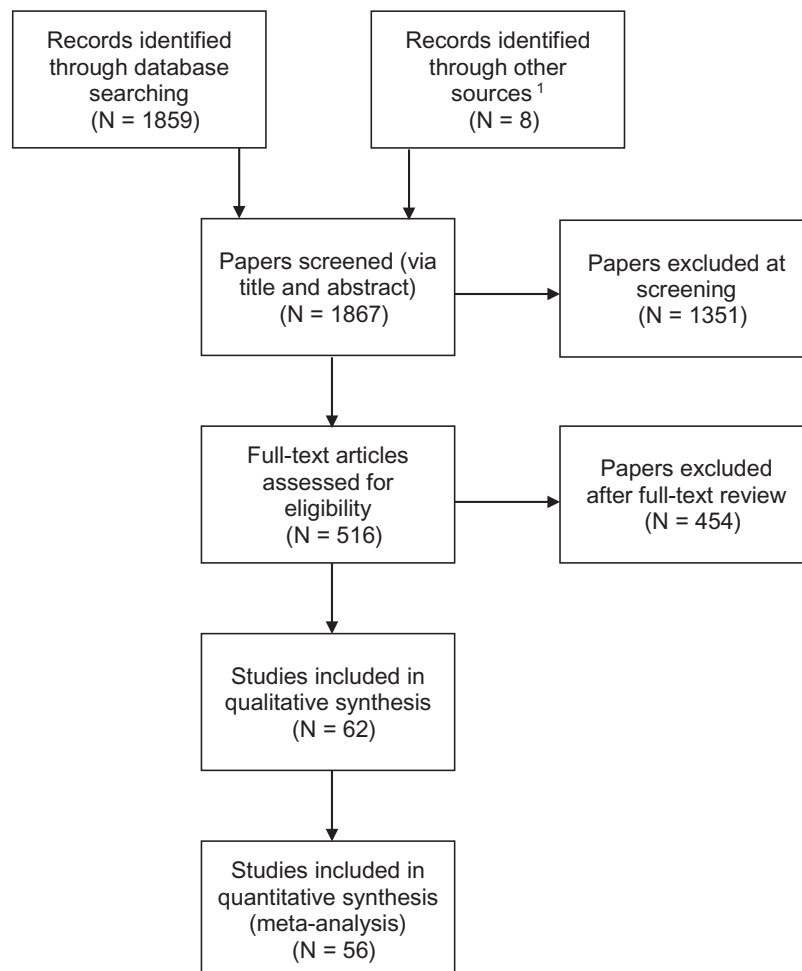 Records identified
through database
searching
(N = 1859)
Records identified
through other
sources 1
(N = 8)
Papers screened (via
title and abstract)
(N = 1867)
Papers excluded at
screening
(N = 1351)
Full-text articles
assessed for
eligibility
(N = 516)
Papers excluded
after full-text review
(N = 454)
Studies included in
qualitative synthesis
(N = 62)
Studies included in
quantitative synthesis
(meta-analysis)
(N = 56)